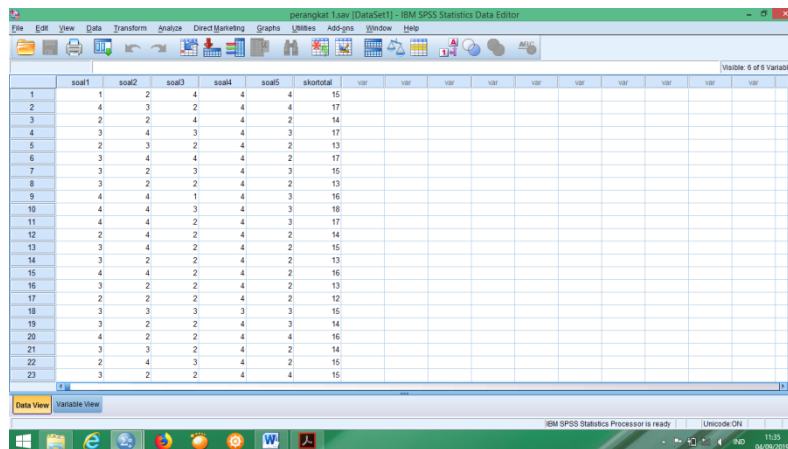 perangkat 1.sav [DataSet1] - IBM SPSS Statistics Data Editor
File Edit View Data Transform Analyze Direct Marketing Graphs Utilities Add-ons Window Help
Visible: 6 of 6 Variabl
soal1 soal2 soal3 soal4 soal5 skortotal var var var var var var var var
1 1 2 4 4 4 15
2 4 3 2 4 4 17
3 2 2 4 4 2 14
4 3 4 3 4 3 17
5 2 3 2 4 2 13
6 3 4 4 4 2 17
7 3 2 3 4 3 15
8 3 2 2 4 2 13
9 4 4 1 4 3 16
10 4 4 3 4 3 18
11 4 4 2 4 3 17
12 2 4 2 4 2 14
13 3 4 2 4 2 15
14 3 2 2 4 2 13
15 4 4 2 4 2 16
16 3 2 2 4 2 13
17 2 2 2 4 2 12
18 3 3 3 3 3 15
19 3 2 2 4 3 14
20 4 2 2 4 4 16
21 3 3 2 4 2 14
22 2 4 3 4 2 15
23 3 2 2 4 4 15
Data View Variable View
IBM SPSS Statistics Processor is ready Unicode:ON
IND 11:35
04/09/2019